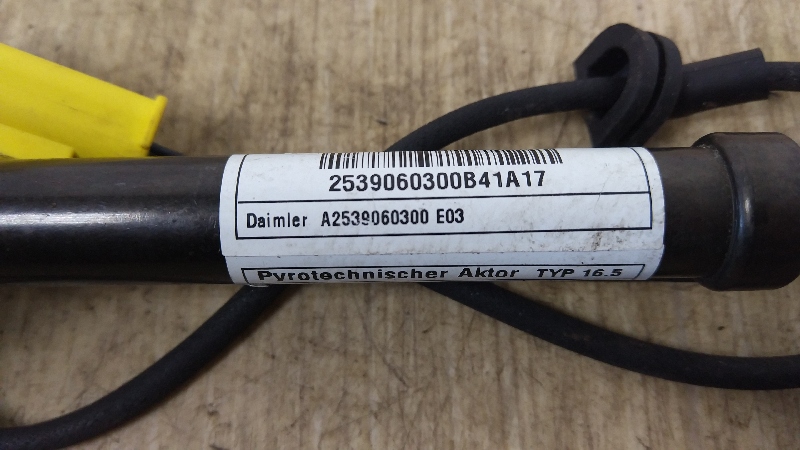 2539060300B41A17
Daimler A2539060300 E03
Pyrotechnischer Aktor TYP 16.5